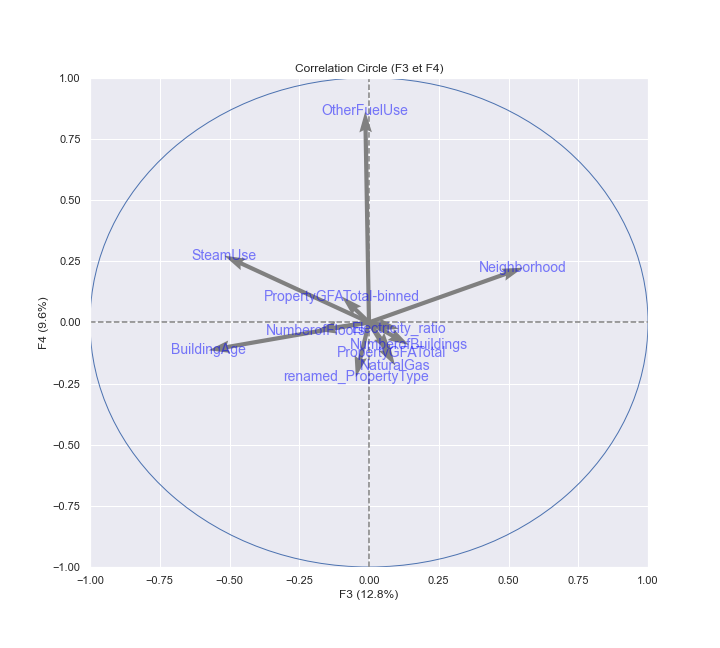 Correlation Circle (F3 et F4)
1.00
0.75
0.50
0.25
0.00
−0.25
−0.50
−0.75
−1.00
F4 (9.6%)
OtherFuelUse
SteamUse
Neighborhood
PropertyGFATotal-binned
Electricity_ratio
NumberofFloors
NumberofBuildings
BuildingAge
PropertyGFATotal
NaturalGas
renamed_PropertyType
−1.00 −0.75 −0.50 −0.25 0.00 0.25 0.50 0.75 1.00
F3 (12.8%)